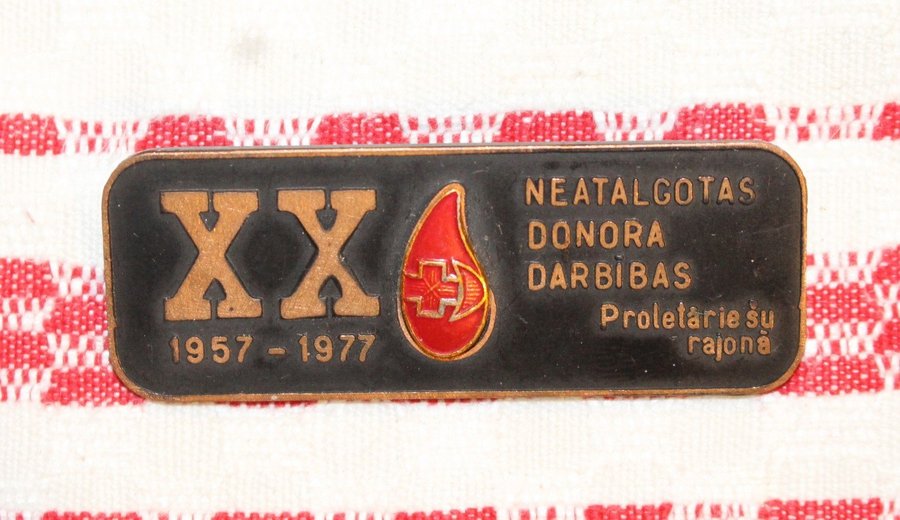 XX
1957 - 1977
NEATALGOTAS
DONORA
DARBĪBAS
Proletāriešu
rajonā